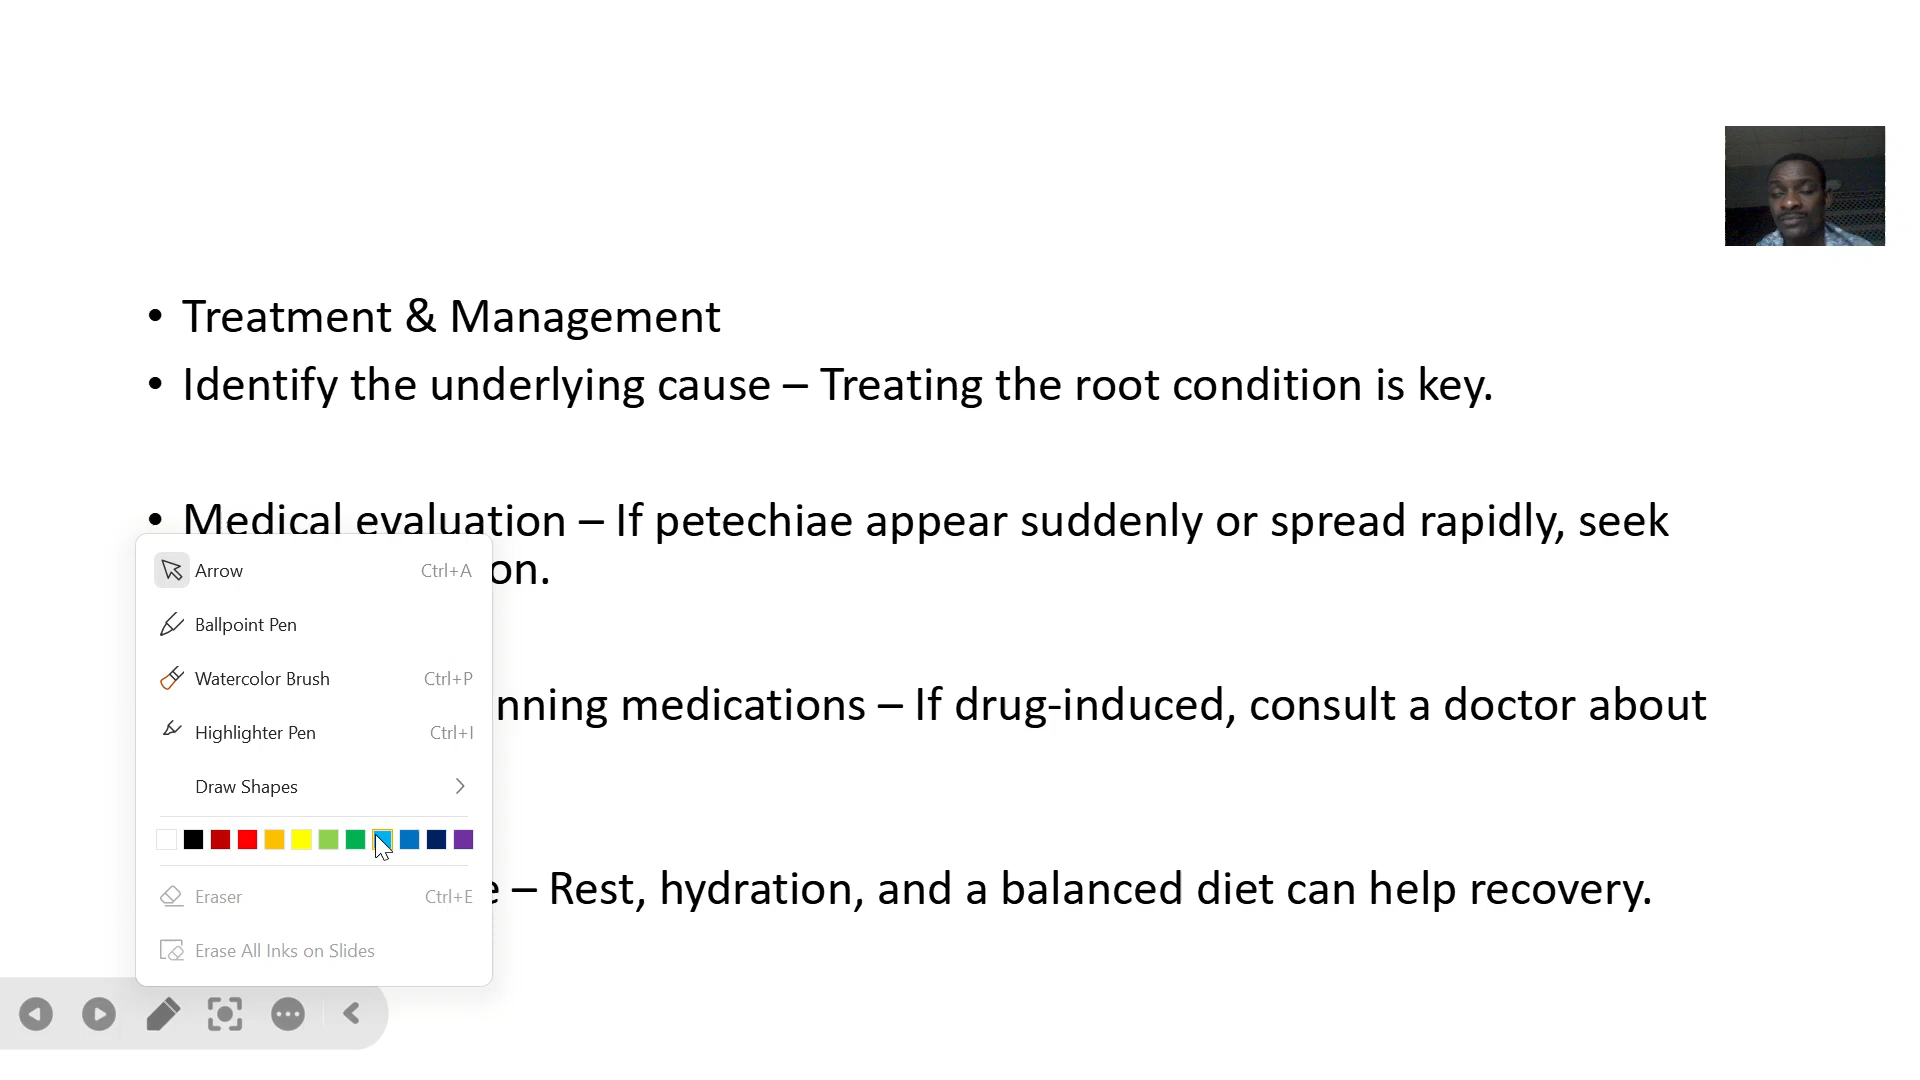 • Treatment & Management
• Identify the underlying cause – Treating the root condition is key.
• Medical evaluation – If petechiae appear suddenly or spread rapidly, seek
on.
nning medications – If drug-induced, consult a doctor about
e – Rest, hydration, and a balanced diet can help recovery.
Arrow Ctrl+A
Ballpoint Pen
Watercolor Brush Ctrl+P
Highlighter Pen Ctrl+I
Draw Shapes
Eraser Ctrl+E
Erase All Inks on Slides